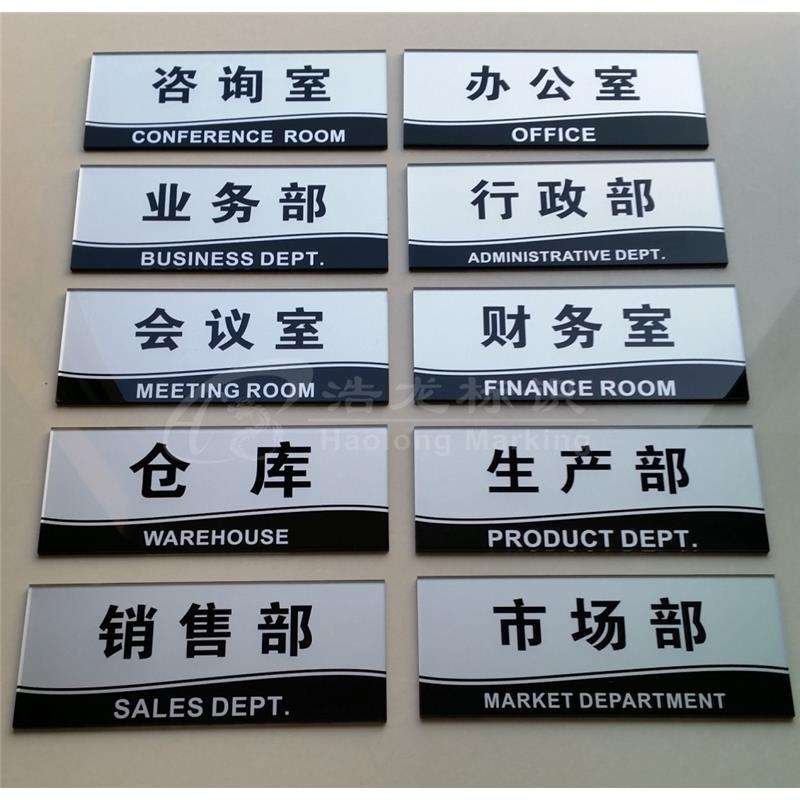 咨询室
CONFERENCE ROOM
办公室
OFFICE
业务部
BUSINESS DEPT.
行政部
ADMINISTRATIVE DEPT.
会议室
MEETING ROOM
财务室
FINANCE ROOM
浩龙标识
Haolong Marking
仓库
WAREHOUSE
生产部
PRODUCT DEPT.
销售部
SALES DEPT.
市场部
MARKET DEPARTMENT